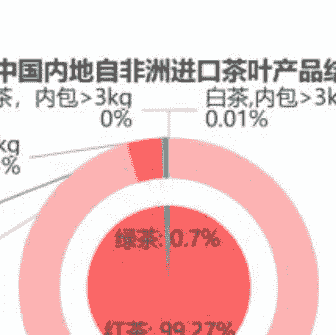 中国内地自非洲进口茶叶产品结
茶，内包>3kg
0%
白茶,内包>3k
0.01%
kg
%
绿茶: 0.7%
红茶: 99.27%